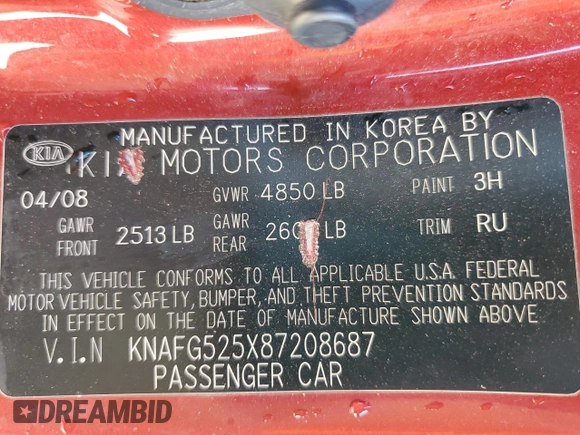 MANUFACTURED IN KOREA BY
KIA MOTORS CORPORATION
04/08 GVWR 4850 LB PAINT 3H
GAWR FRONT 2513 LB GAWR REAR LB TRIM RU
THIS VEHICLE CONFORMS TO ALL APPLICABLE U.S.A. FEDERAL
MOTOR VEHICLE SAFETY, BUMPER, AND THEFT PREVENTION STANDARDS
IN EFFECT ON THE DATE OF MANUFACTURE SHOWN ABOVE.
V.I.N KNAFG525X87208687
PASSENGER CAR
DREAMBID